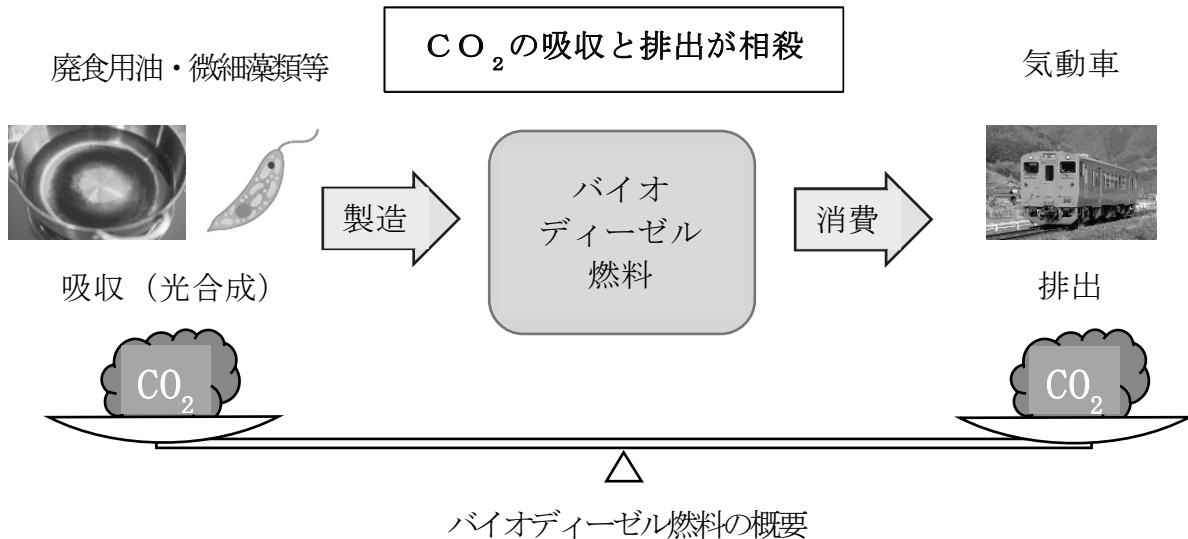 CO₂の吸収と排出が相殺
廃食用油・微細藻類等
気動車
製造
バイオ
ディーゼル
燃料
消費
吸収（光合成）
排出
CO₂
CO₂
バイオディーゼル燃料の概要